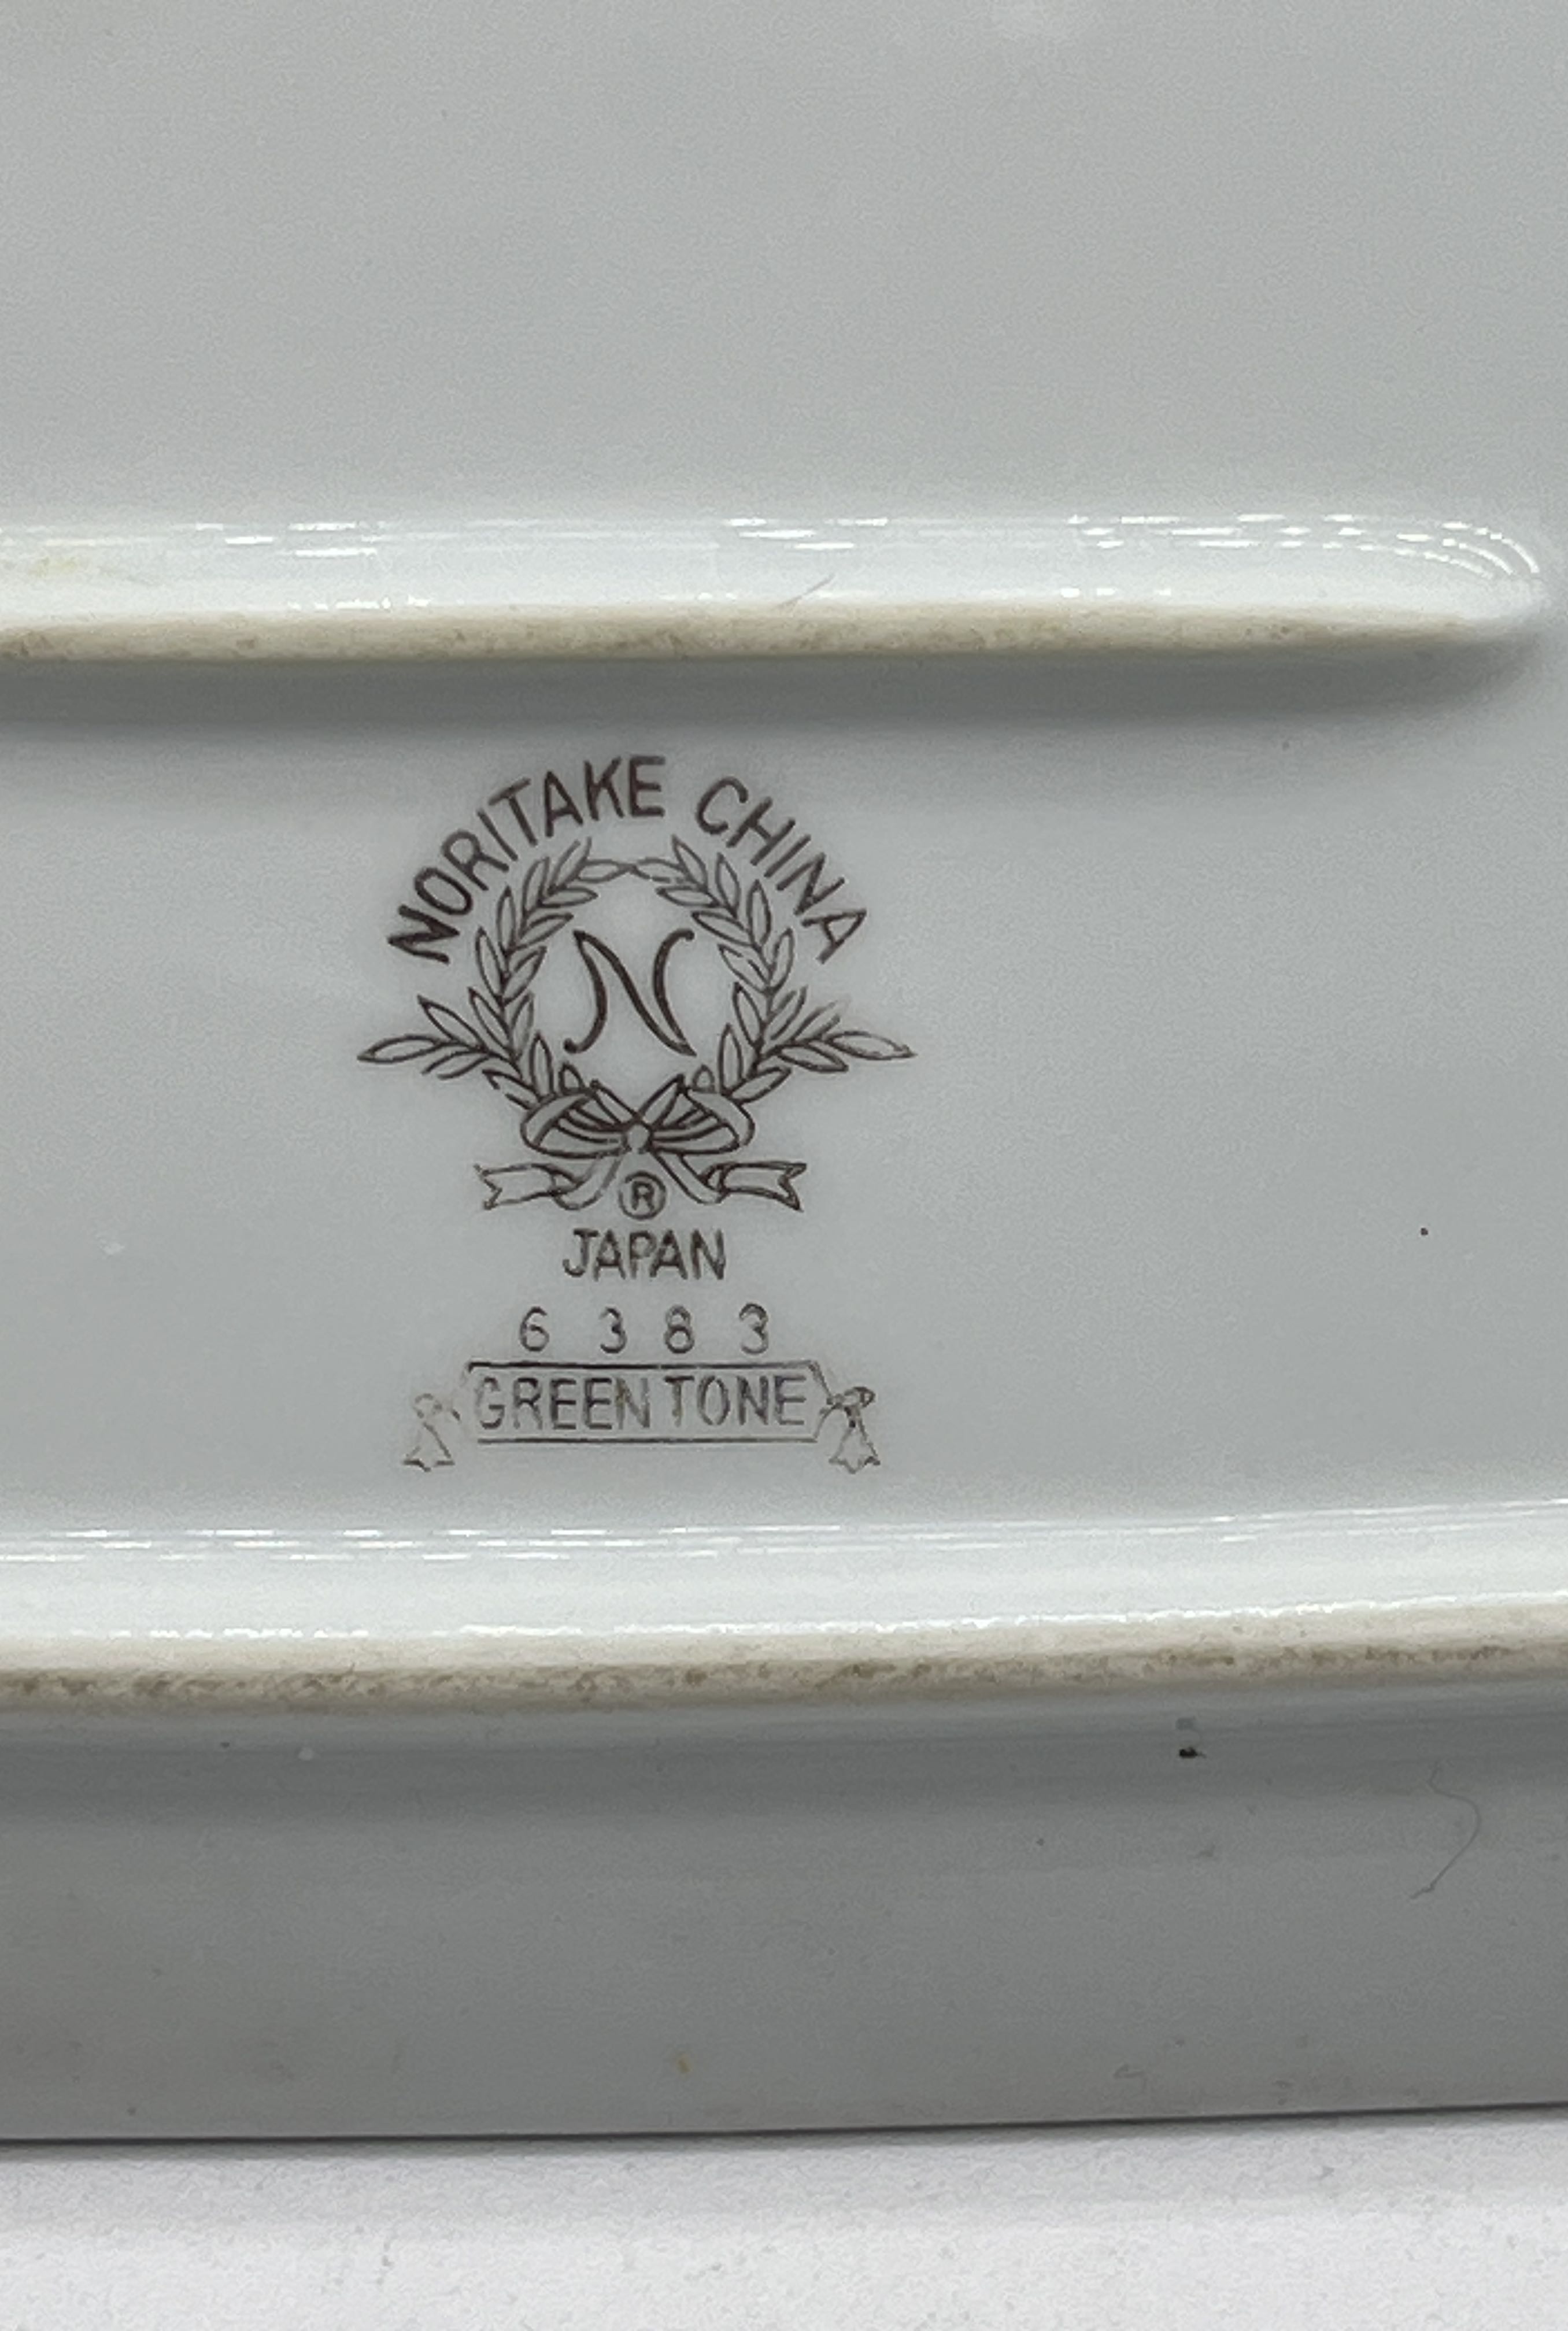 NORITAKE CHINA
N
®
JAPAN
6383
GREEN TONE